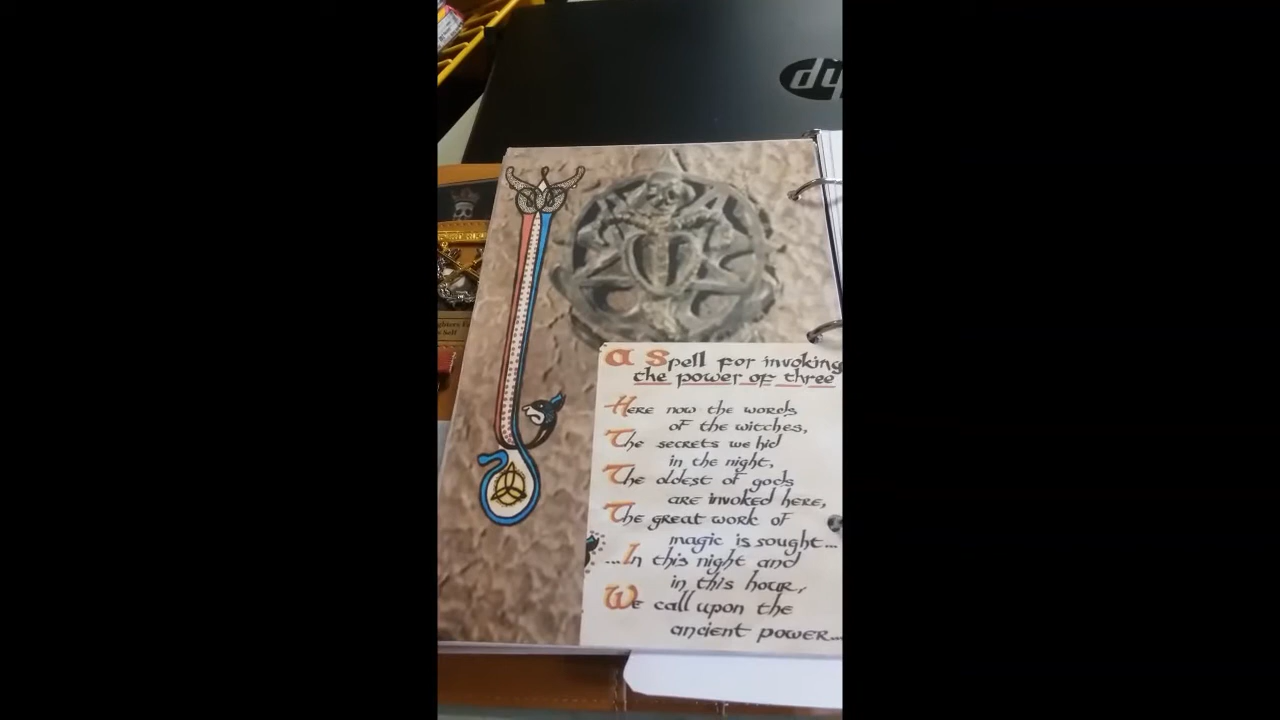 hp
A Spell for invoking
the power of three
Here now the words
of the witches,
The secrets we hid
in the night,
The oldest of gods
are invoked here,
The great work of
magic is sought...
...In this night and
in this hour,
We call upon the
ancient power...